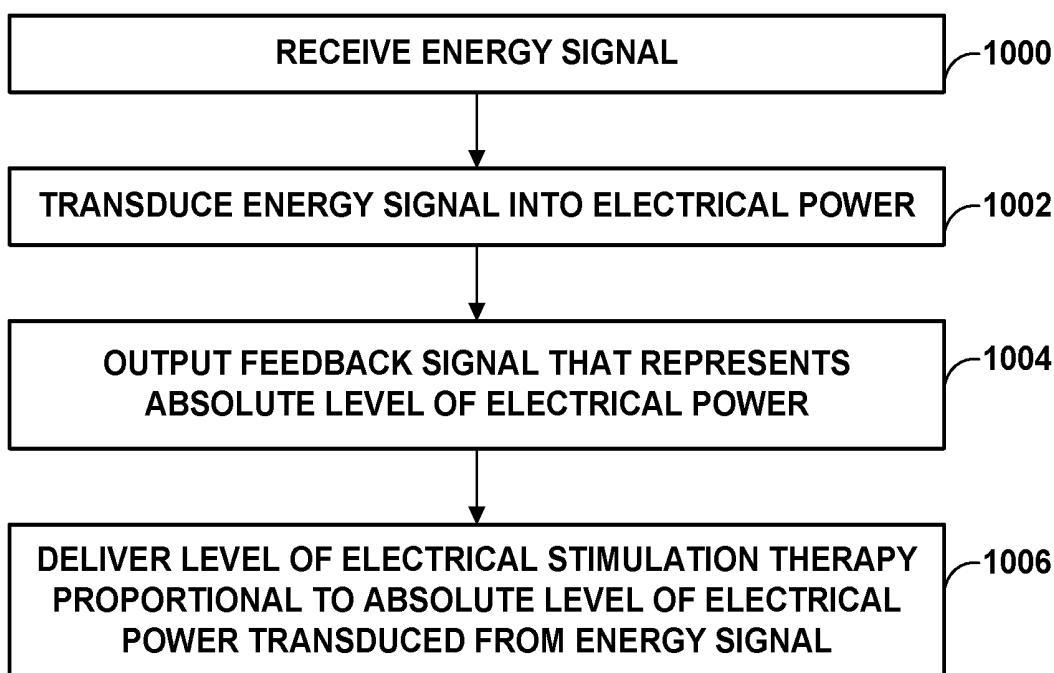 RECEIVE ENERGY SIGNAL
1000
TRANSDUCE ENERGY SIGNAL INTO ELECTRICAL POWER
1002
OUTPUT FEEDBACK SIGNAL THAT REPRESENTS
ABSOLUTE LEVEL OF ELECTRICAL POWER
1004
DELIVER LEVEL OF ELECTRICAL STIMULATION THERAPY
PROPORTIONAL TO ABSOLUTE LEVEL OF ELECTRICAL
POWER TRANSDUCED FROM ENERGY SIGNAL
1006